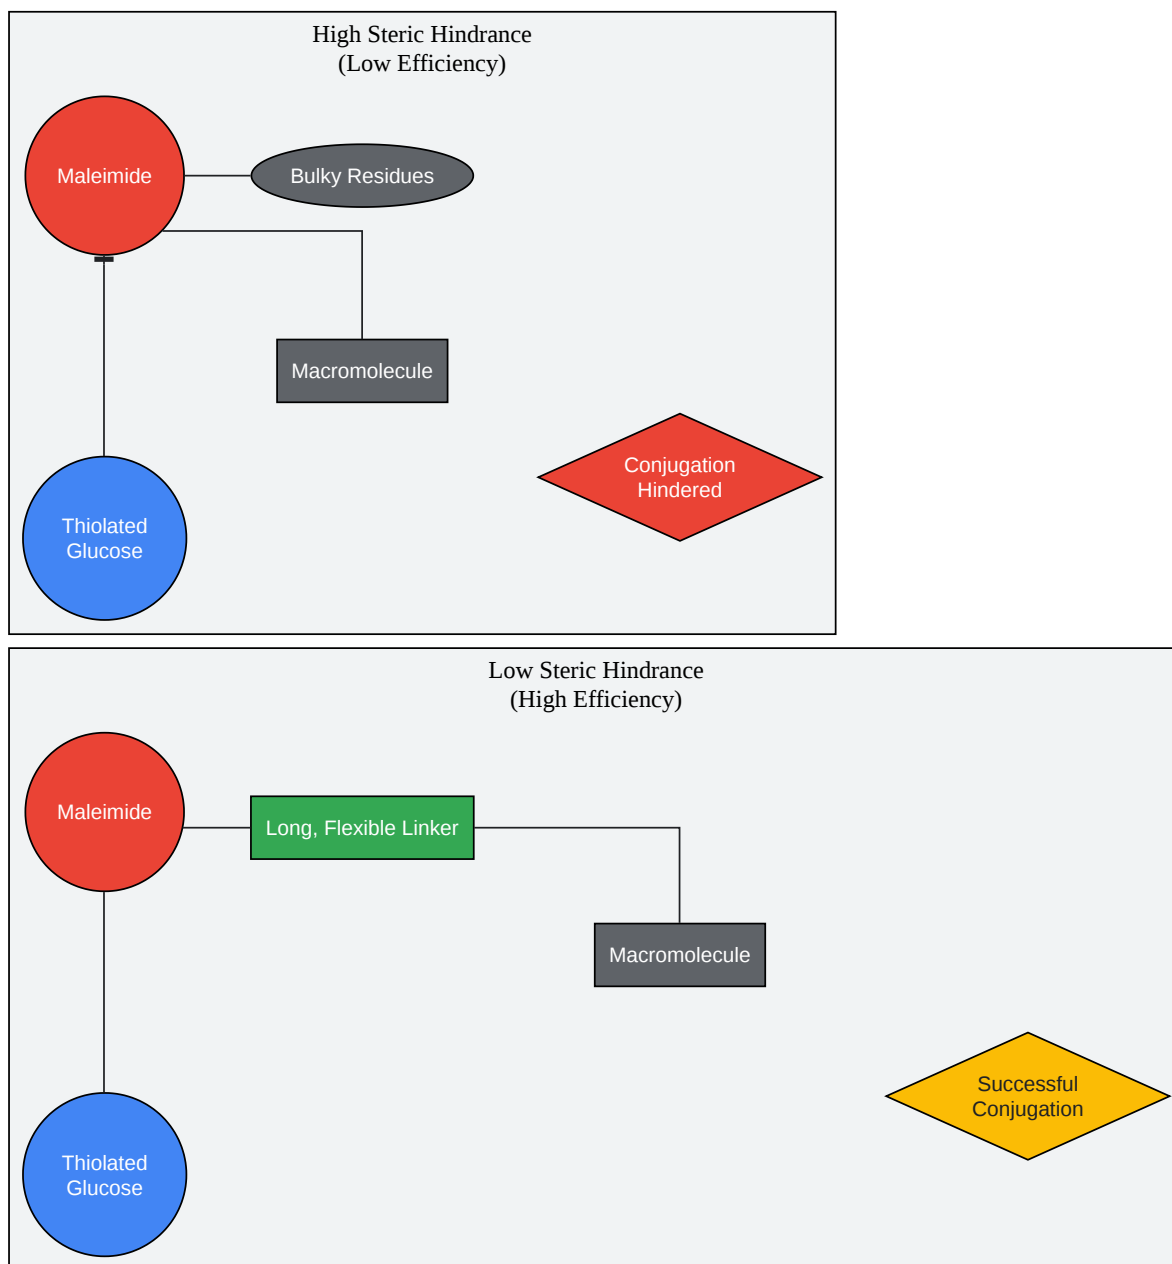 High Steric Hindrance
(Low Efficiency)
Maleimide
Bulky Residues
Macromolecule
Conjugation
Hindered
Thiolated
Glucose
Low Steric Hindrance
(High Efficiency)
Maleimide
Long, Flexible Linker
Macromolecule
Successful
Conjugation
Thiolated
Glucose